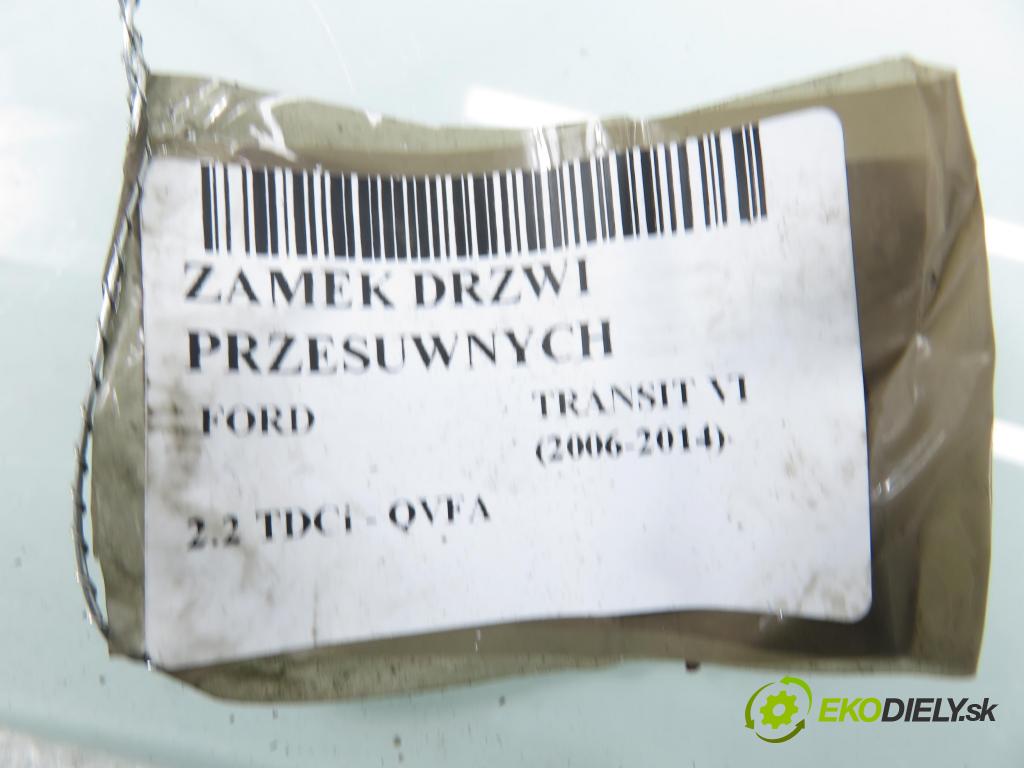 ZAMEK DRZWI
PRZESUWNYCH
FORD
TRANSIT VI
(2006-2014)
2.2 TDCi - QVFA
EKODIELY.sk